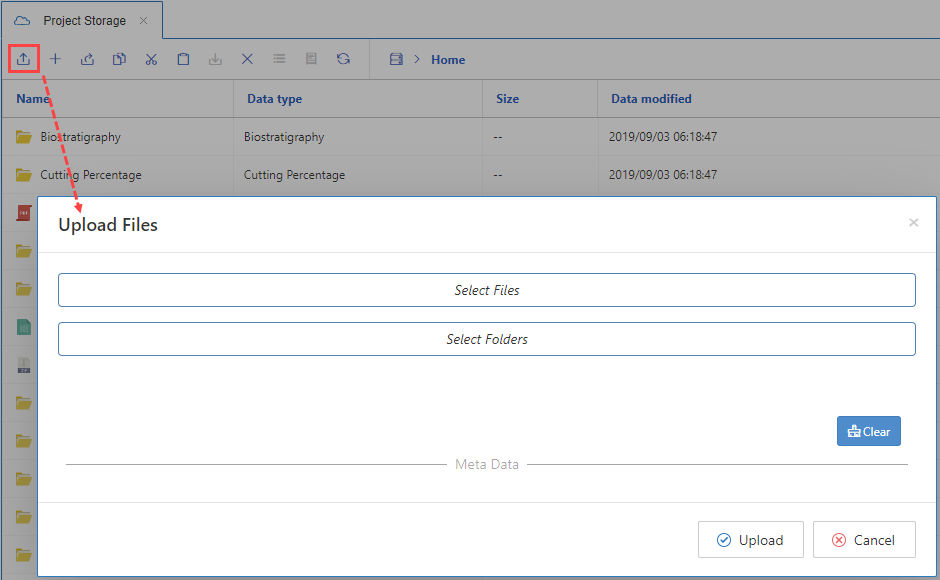 Project Storage
Home
Name Data type Size Data modified
Biostratigraphy Biostratigraphy -- 2019/09/03 06:18:47
Cutting Percentage Cutting Percentage -- 2019/09/03 06:18:47
Upload Files
Select Files
Select Folders
Clear
Meta Data
Upload Cancel